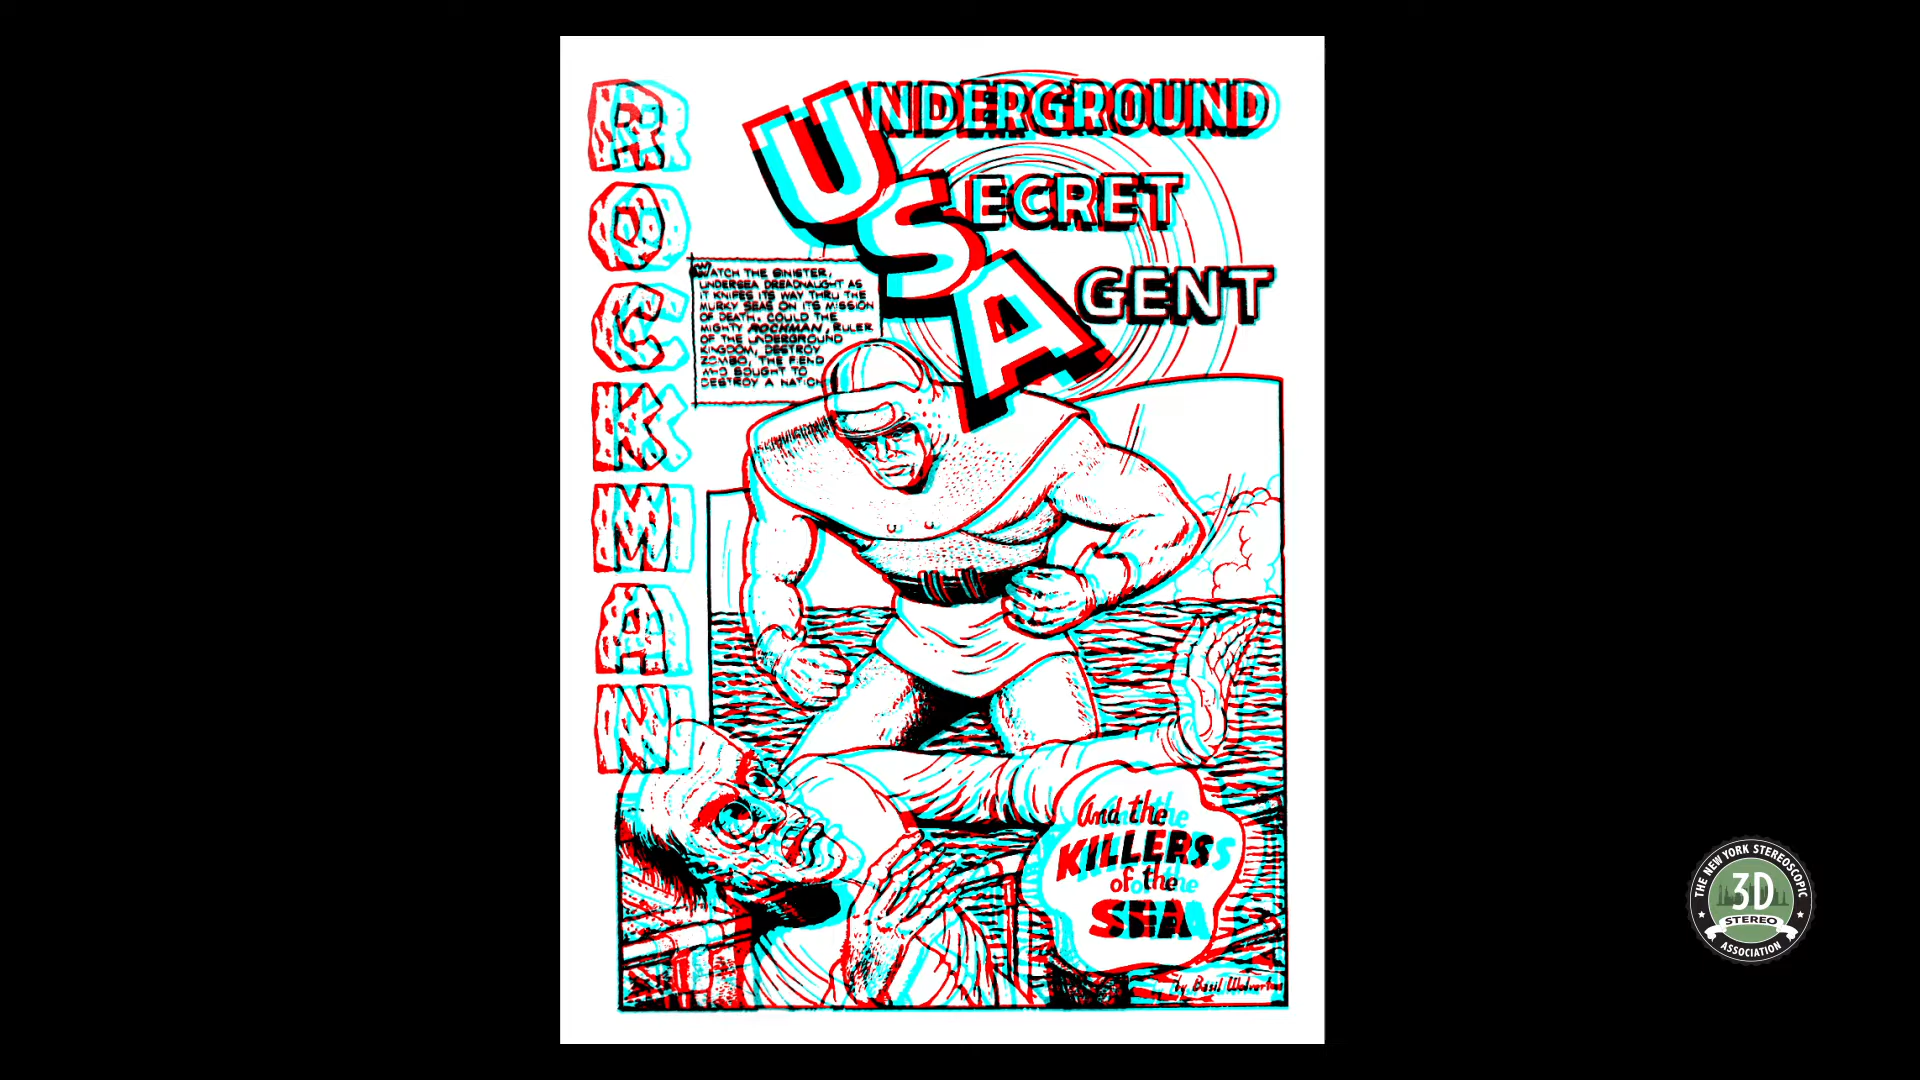 ROCKMAN
UNDERGROUND
SECRET
AGENT
WATCH THE SINISTER,
UNDERSEA DREADNAUGHT AS
IT KNIFES ITS WAY THRU THE
MURKY SEAS ON ITS MISSION
OF DEATH. COULD THE
MIGHTY ROCKMAN, RULER
OF THE UNDERGROUND
KINGDOM, DESTROY
ZOMBO, THE FIEND
WHO SOUGHT TO
DESTROY A NATION
And the
KILLERS
of the
SEA
by Basil Wolverton
THE NEW YORK STEREOSCOPIC
3D
STEREO
ASSOCIATION